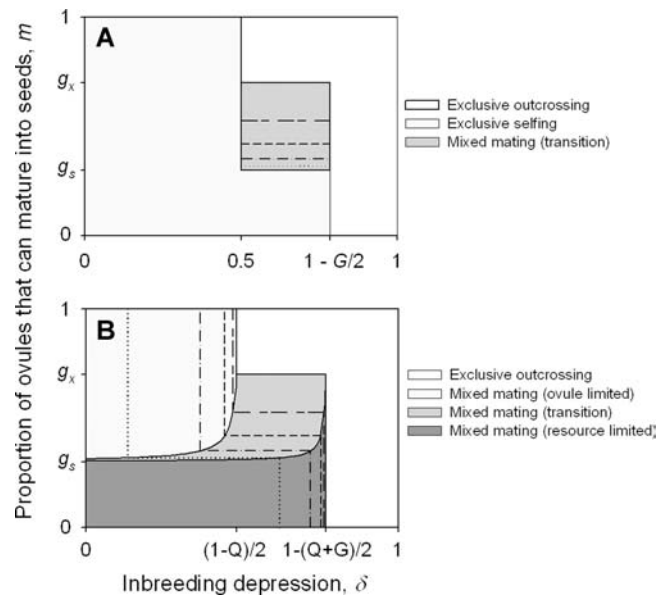 Proportion of ovules that can mature into seeds, m
A
1
gx
gs
0
0
0.5
1 - G/2
1
Exclusive outcrossing
Exclusive selfing
Mixed mating (transition)
B
1
gx
gs
0
0
(1-Q)/2
1-(Q+G)/2
1
Exclusive outcrossing
Mixed mating (ovule limited)
Mixed mating (transition)
Mixed mating (resource limited)
Inbreeding depression, δ